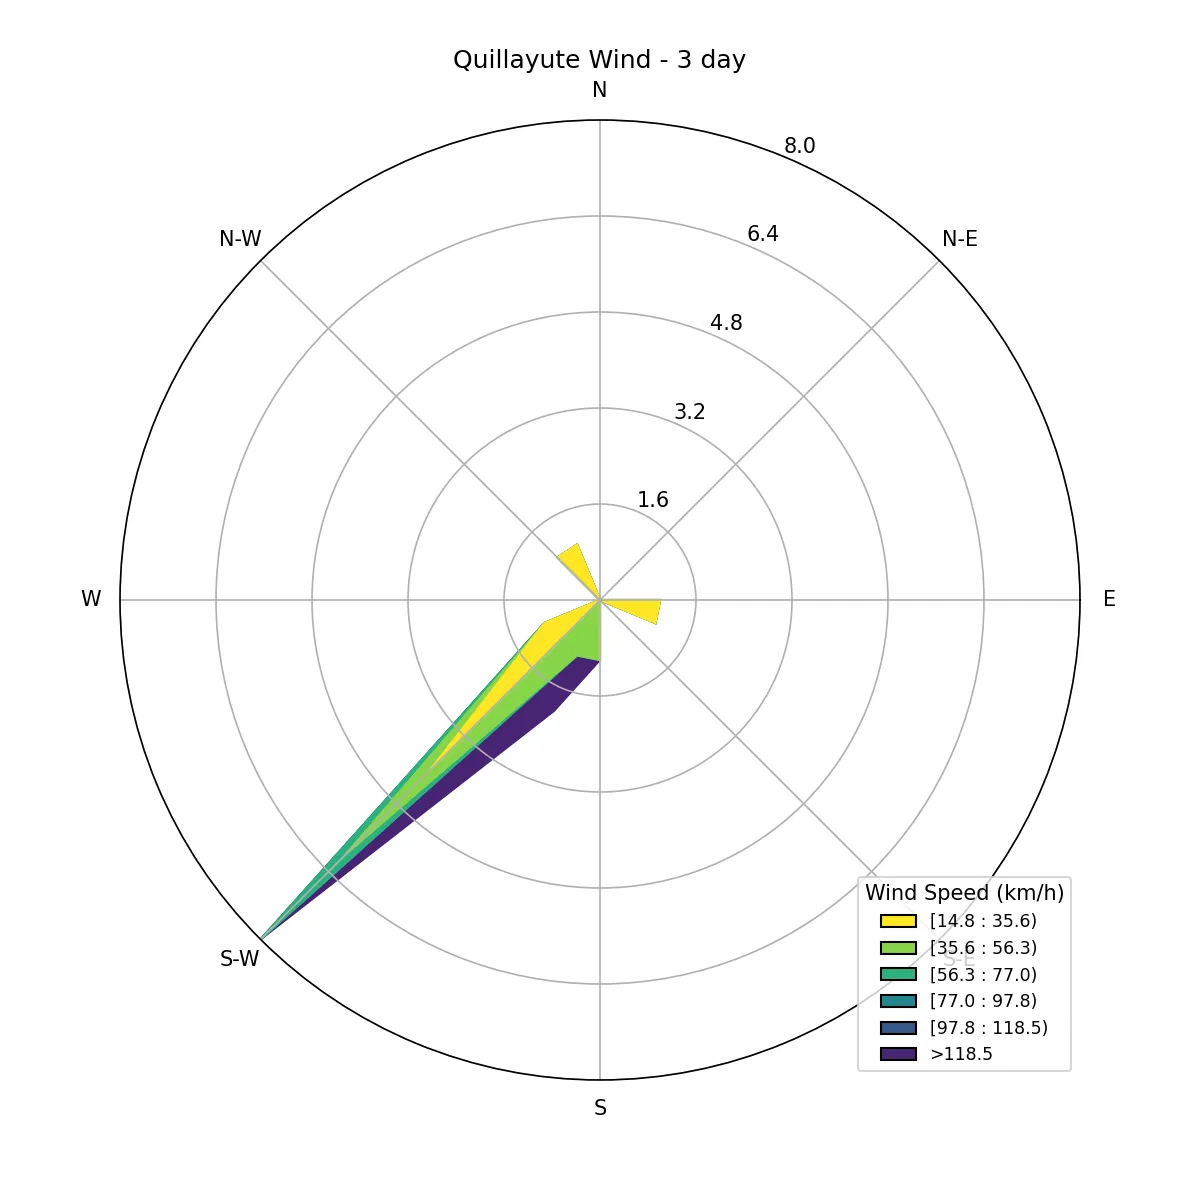 Quillayute Wind - 3 day
N
8.0
N-W
6.4
N-E
4.8
3.2
1.6
W
E
S-W
S-E
S
Wind Speed (km/h)
[14.8 : 35.6)
[35.6 : 56.3)
[56.3 : 77.0)
[77.0 : 97.8)
[97.8 : 118.5)
>118.5